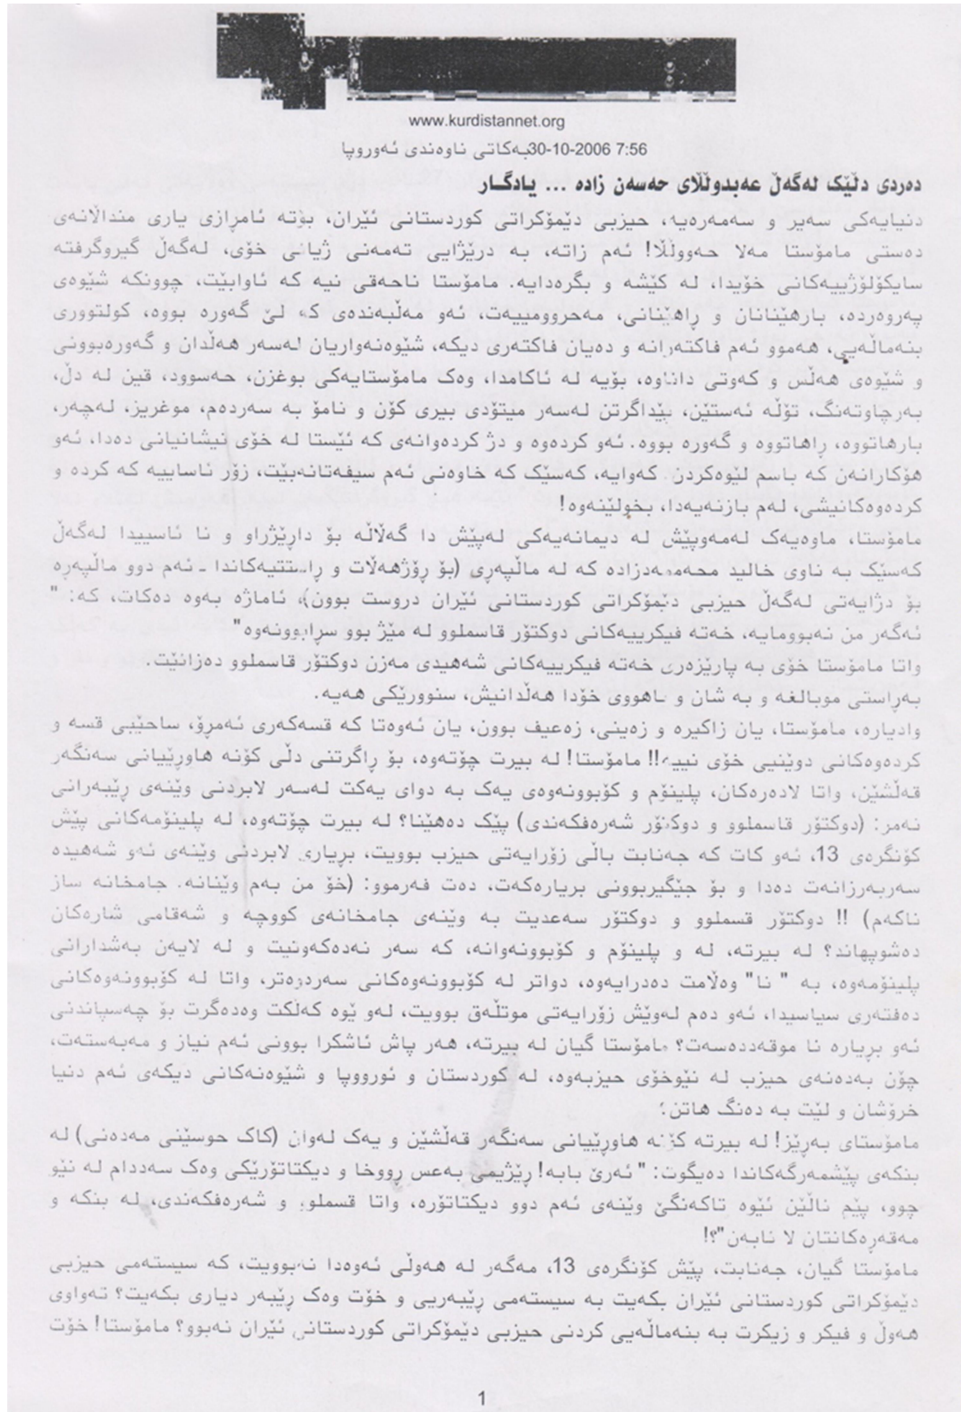 www.kurdistannet.org
30-10-2006 7:56بەکاتی ناوەندی ئەوروپا
دەردی دڵێک لەگەڵ عەبدوڵڵای حەسەن زادە ... یادگار
دنیایەکی سەیر و سەمەرەیە، حیزبی دێمۆکراتی کوردستانی ئێران، بۆتە ئامرازی یاری منداڵانەی
دەستی مامۆستا مەلا حەووڵڵا! ئەم زاتە، بە درێژایی تەمەنی ژیانی خۆی، لەگەڵ گیروگرفتە
سایکۆلۆژییەکانی خۆیدا، لە کێشە و بگرەدایە. مامۆستا ناحەقی نیە کە ئاوابێت، چوونکە شێوەی
پەروەردە، بارهێنانان و ڕاهێنانی، مەحروومییەت، ئەو مەڵبەندەی کە لێ گەورە بووە، کولتووری
بنەماڵەیی، هەموو ئەم فاکتەرانە و دەیان فاکتەری دیکە، شێوەنەواریان لەسەر هەڵدان و گەورەبوونی
و شێوەی هەڵس و کەوتی داناوە، بۆیە لە ئاکامدا، وەک مامۆستایەکی بوغزن، حەسوود، قین لە دڵ،
بەرچاوتەنگ، تۆڵە ئەستێن، پێداگرتن لەسەر میتۆدی بیری کۆن و نامۆ بە سەردەم، موغریز، لەچەر،
بارهاتووە، ڕاهاتووە و گەورە بووە. ئەو کردەوە و دژ کردەوانەی کە ئێستا لە خۆی نیشانیانی دەدا، ئەو
هۆکارانەن کە باسم لێوەکردن. کەوایە، کەسێک کە خاوەنی ئەم سیفەتانەبێت، زۆر ئاساییە کە کردە و
کردەوەکانیشی، لەم بازنەیەدا، بخولێنەوە!
مامۆستا، ماوەیەک لەمەوپێش لە دیمانەیەکی لەپێش دا گەڵاڵە بۆ داڕێژراو و نا ئاسییدا لەگەڵ
کەسێک بە ناوی خالید محەمەدزادە کە لە ماڵپەڕی (بۆ ڕۆژهەڵات و ڕاستتیەکاندا ـ ئەم دوو ماڵپەڕە
بۆ دژایەتی لەگەڵ حیزبی دێمۆکراتی کوردستانی ئێران دروست بوون)، ئاماژە بەوە دەکات، کە: "
ئەگەر من نەبوومایە، خەتە فیکرییەکانی دوکتۆر قاسملوو لە مێژ بوو سڕابوونەوە"
واتا مامۆستا خۆی بە پارێزەری خەتە فیکرییەکانی شەهیدی مەزن دوکتۆر قاسملوو دەزانێت.
بەڕاستی موبالغە و بە شان و باهووی خۆدا هەڵدانیش، سنوورێکی هەیە.
وادیارە، مامۆستا، یان زاکیرە و زەینی، زەعیف بوون، یان ئەوەتا کە قسەکەری ئەمڕۆ، ساحێبی قسە و
کردەوەکانی دوێنیی خۆی نییە!! مامۆستا! لە بیرت چۆتەوە، بۆ ڕاگرتنی دڵی کۆنە هاوڕێیانی سەنگەر
قەڵشێن، واتا لادەرەکان، پلینۆم و کۆبوونەوەی یەک بە دوای یەکت لەسەر لابردنی وێنەی ڕێبەرانی
نەمر: (دوکتۆر قاسملوو و دوکتۆر شەرەفکەندی) پێک دەهێنا؟ لە بیرت چۆتەوە، لە پلینۆمەکانی پێش
کۆنگرەی 13، ئەو کات کە جەنابت باڵی زۆرایەتی حیزب بوویت، بڕیاری لابردنی وێنەی ئەو شەهیدە
سەربەرزانەت دەدا و بۆ جێگیربوونی بڕیارەکەت، دەت فەرموو: (خۆ من بەم وێنانە. جامخانە ساز
ناکەم) !! دوکتۆر قسملوو و دوکتۆر سەعدیت بە وێنەی جامخانەی کووچە و شەقامی شارەکان
دەشوپهاند؟ لە بیرتە، لە و پلینۆم و کۆبوونەوانە، کە سەر نەدەکەونیت و لە لایەن بەشدارانی
پلینۆمەوە، بە " نا" وەڵامت دەدرایەوە، دواتر لە کۆبوونەوەکانی سەردەوەتر، واتا لە کۆبوونەوەکانی
دەفتەری سیاسیدا، ئەو دەم لەوێش زۆرایەتی موتڵەق بوویت، لەو ێوە کەڵکت وەدەگرت بۆ چەسپاندنی
ئەو بڕیارە نا موقەددەسەت؟ مامۆستا گیان لە بیرتە، هەر پاش ئاشکرا بوونی ئەم نیاز و مەبەستەت،
چۆن بەدەنەی حیزب لە نێوخۆی حیزبەوە، لە کوردستان و ئورووپا و شێوەنەکانی دیکەی ئەم دنیا
خرۆشان و لێت بە دەنگ هاتن؟
مامۆستای بەڕێز! لە بیرتە کۆنە هاوڕێیانی سەنگەر قەڵشێن و یەک لەوان (کاک حوسێنی مەدەنی) لە
بنکەی پێشمەرگەکاندا دەیگوت: " ئەرێ بابە! ڕێژیمی بەعس ڕووخا و دیکتاتۆرێکی وەک سەددام لە نێو
چوو، پێم ناڵێن ئێوە تاکەنگێ وێنەی ئەم دوو دیکتاتۆرە، واتا قسملوو و شەرەفکەندی، لە بنکە و
مەقەڕەکانتان لا نابەن"؟!
مامۆستا گیان، جەنابت، پێش کۆنگرەی 13، مەگەر لە هەوڵی ئەوەدا نەبوویت، کە سیستەمی حیزبی
دێمۆکراتی کوردستانی ئێران بکەیت بە سیستەمی ڕێبەریی و خۆت وەک ڕێبەر دیاری بکەیت؟ تەواوی
هەوڵ و فیکر و زیکرت بە بنەماڵەیی کردنی حیزبی دێمۆکراتی کوردستانی ئێران نەبوو؟ مامۆستا! خۆت
1